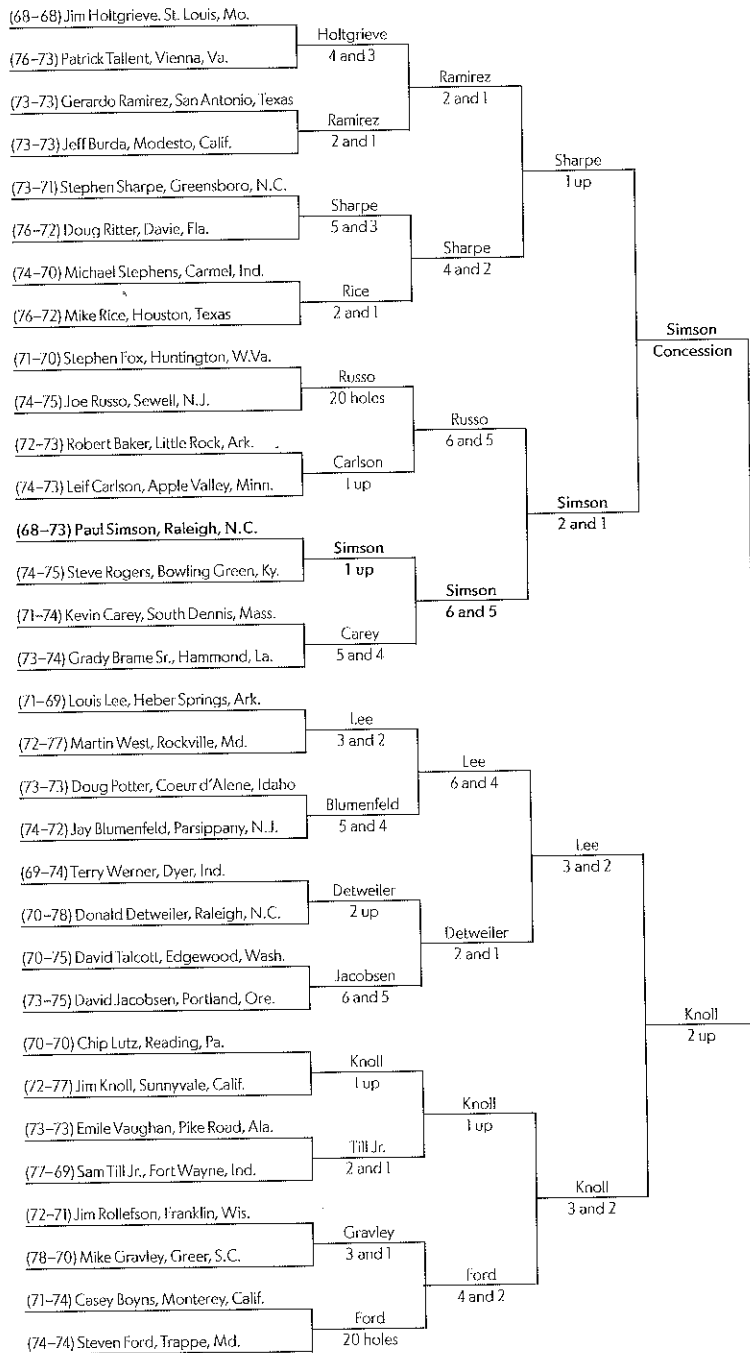 (68–68) Jim Holtgrieve. St. Louis, Mo.
Holtgrieve
4 and 3
(76–73) Patrick Tallent, Vienna, Va.
Ramirez
2 and 1
(73–73) Gerardo Ramirez, San Antonio, Texas
Ramirez
2 and 1
(73–73) Jeff Burda, Modesto, Calif.
Sharpe
1 up
(73–71) Stephen Sharpe, Greensboro, N.C.
Sharpe
5 and 3
(76–72) Doug Ritter, Davie, Fla.
Sharpe
4 and 2
(74–70) Michael Stephens, Carmel, Ind.
Rice
2 and 1
(76–72) Mike Rice, Houston, Texas
Simson
Concession
(71–70) Stephen Fox, Huntington, W.Va.
Russo
20 holes
(74–75) Joe Russo, Sewell, N.J.
Russo
6 and 5
(72–73) Robert Baker, Little Rock, Ark.
Carlson
1 up
(74–73) Leif Carlson, Apple Valley, Minn.
Simson
2 and 1
(68–73) Paul Simson, Raleigh, N.C.
Simson
1 up
(74–75) Steve Rogers, Bowling Green, Ky.
Simson
6 and 5
(71–74) Kevin Carey, South Dennis, Mass.
Carey
5 and 4
(73–74) Grady Brame Sr., Hammond, La.
(71–69) Louis Lee, Heber Springs, Ark.
Lee
3 and 2
(72–77) Martin West, Rockville, Md.
Lee
6 and 4
(73–73) Doug Potter, Coeur d'Alene, Idaho
Blumenfeld
5 and 4
(74–72) Jay Blumenfeld, Parsippany, N.J.
Lee
3 and 2
(69–74) Terry Werner, Dyer, Ind.
Detweiler
2 up
(70–78) Donald Detweiler, Raleigh, N.C.
Detweiler
2 and 1
(70–75) David Talcott, Edgewood, Wash.
Jacobsen
6 and 5
(73–75) David Jacobsen, Portland, Ore.
Knoll
2 up
(70–70) Chip Lutz, Reading, Pa.
Knoll
1 up
(72–77) Jim Knoll, Sunnyvale, Calif.
Knoll
1 up
(73–73) Emile Vaughan, Pike Road, Ala.
Till Jr.
2 and 1
(77–69) Sam Till Jr., Fort Wayne, Ind.
Knoll
3 and 2
(72–71) Jim Rollefson, Franklin, Wis.
Gravley
3 and 1
(78–70) Mike Gravley, Greer, S.C.
Ford
4 and 2
(71–74) Casey Boyns, Monterey, Calif.
Ford
20 holes
(74–74) Steven Ford, Trappe, Md.